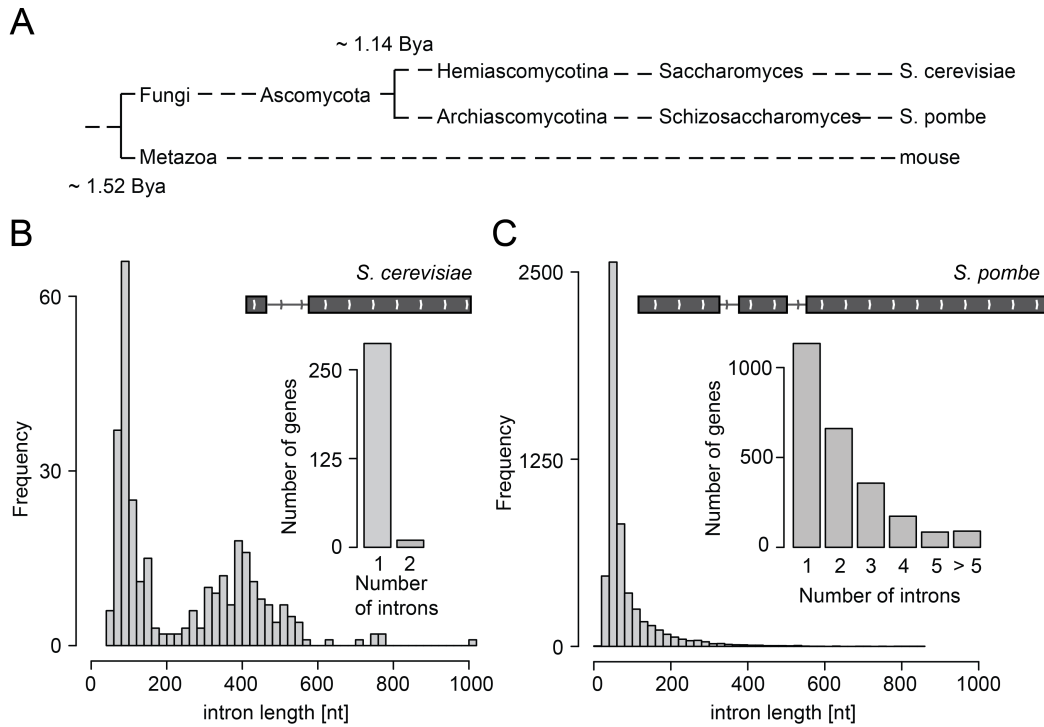 A
~ 1.14 Bya
Hemiascomycotina
Saccharomyces
S. cerevisiae
Fungi
Ascomycota
Archiascomycotina
Schizosaccharomyces
S. pombe
Metazoa
mouse
~ 1.52 Bya
B
S. cerevisiae
60
30
0
Frequency
250
125
0
Number of genes
1 2
Number
of introns
0 200 400 600 800 1000
intron length [nt]
C
S. pombe
2500
1250
0
Frequency
1000
500
0
Number of genes
1 2 3 4 5 > 5
Number of introns
0 200 400 600 800 1000
intron length [nt]